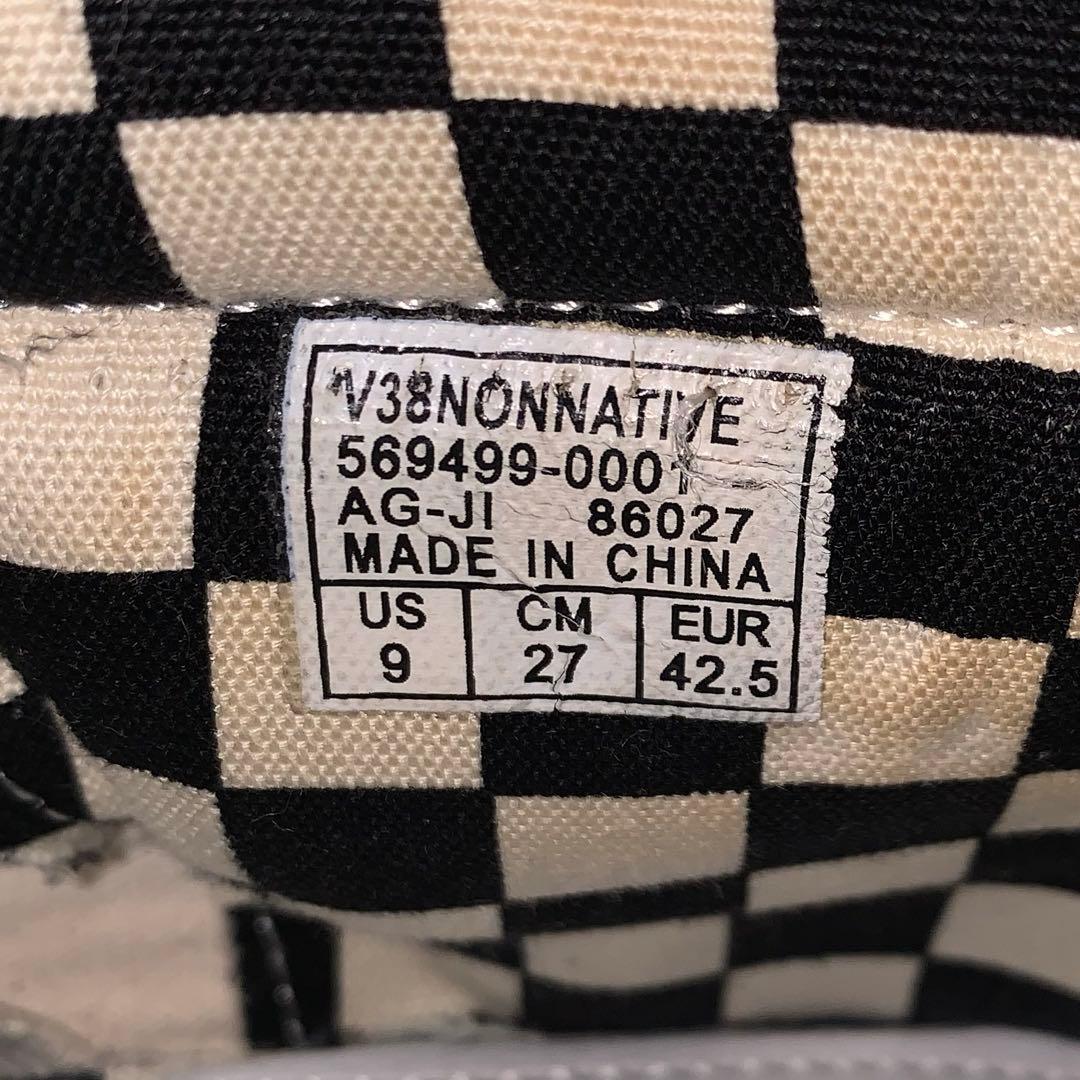 V38NONNATIVE
569499-0001
AG-JI 86027
MADE IN CHINA
US CM EUR
9 27 42.5